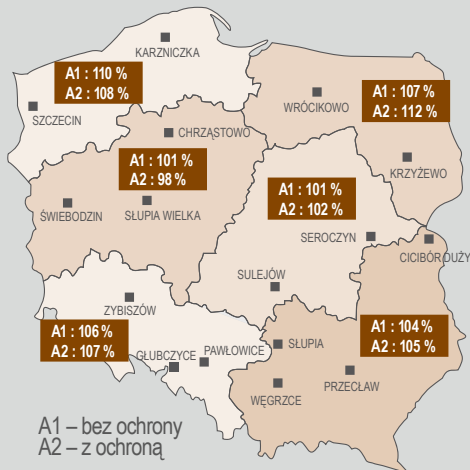 KARZNICZKA
A1 : 110 %
A2 : 108 %
SZCZECIN
WRÓCIKOWO
A1 : 107 %
A2 : 112 %
KRZYŻEWO
CHRZĄSTOWO
A1 : 101 %
A2 : 98 %
ŚWIEBODZIN
SŁUPIA WIELKA
A1 : 101 %
A2 : 102 %
SEROCZYN
CICIBÓR DUŻY
SULEJÓW
ZYBISZÓW
A1 : 106 %
A2 : 107 %
GŁUBCZYCE
PAWŁOWICE
SŁUPIA
A1 : 104 %
A2 : 105 %
PRZECŁAW
WĘGRZCE
A1 – bez ochrony
A2 – z ochroną